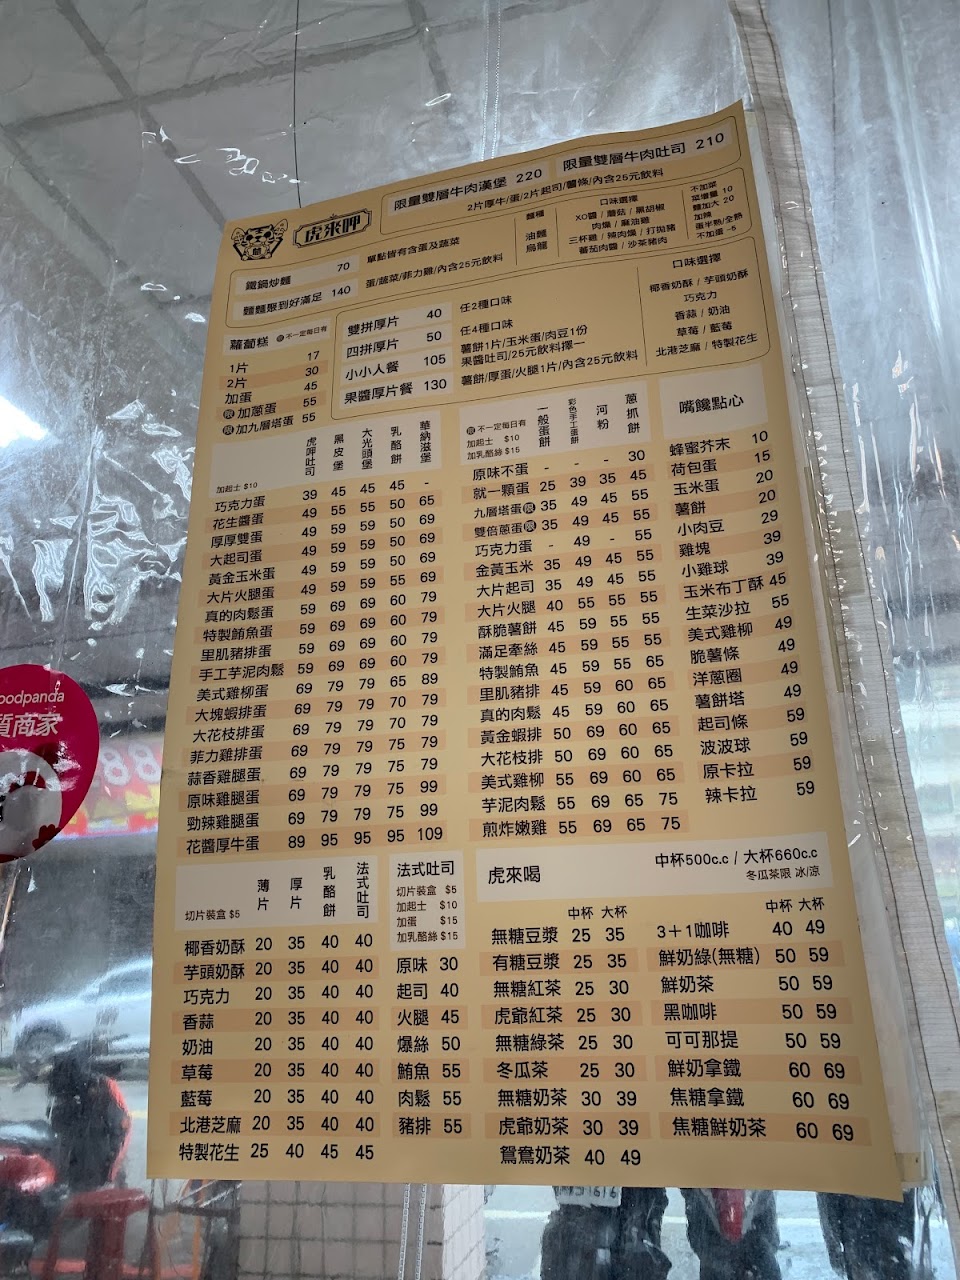 限量雙層牛肉漢堡 220 限量雙層牛肉吐司 210
2片厚牛/蛋/2片起司/薯條/內含25元飲料
虎來呷
鐵鍋炒麵 70 單點皆有含蛋及蔬菜
麵麵聚到好滿足 140 蛋/蔬菜/菲力雞/內含25元飲料
麵種
油麵
烏龍
口味選擇
XO醬 / 蘑菇 / 黑胡椒
肉燥 / 麻油雞
三杯雞 / 辣肉燥 / 打拋豬
蕃茄肉醬 / 沙茶豬肉
不加菜
菜增量 10
麵加大 20
加辣
蛋半熟/全熟
不加蛋 -5
蘿蔔糕 限 不一定每日有
1片 17
2片 30
加蛋 45
限 加蔥蛋 55
限 加九層塔蛋 55
雙拼厚片 40 任2種口味
四拼厚片 50 任4種口味
小小人餐 105 薯餅1片/玉米蛋/肉豆1份
果醬吐司/25元飲料擇一
果醬厚片餐 130 薯餅/厚蛋/火腿1片/內含25元飲料
口味選擇
椰香奶酥 / 芋頭奶酥
巧克力
香蒜 / 奶油
草莓 / 藍莓
北港芝麻 / 特製花生
加起士 $10 虎呷吐司 黑皮堡 大光頭堡 乳酪餅 華納滋堡
巧克力蛋 39 45 45 45 -
花生醬蛋 49 55 55 50 65
厚厚雙蛋 49 59 59 50 69
大起司蛋 49 59 59 50 69
黃金玉米蛋 49 59 59 50 69
大片火腿蛋 49 59 59 55 69
真的肉鬆蛋 59 69 69 60 79
特製鮪魚蛋 59 69 69 60 79
里肌豬排蛋 59 69 69 60 79
手工芋泥肉鬆 59 69 69 60 79
美式雞柳蛋 69 79 79 65 89
大塊蝦排蛋 69 79 79 70 79
大花枝排蛋 69 79 79 70 79
菲力雞排蛋 69 79 79 75 79
蒜香雞腿蛋 69 79 79 75 79
原味雞腿蛋 69 79 79 75 99
勁辣雞腿蛋 69 79 79 75 99
花醬厚牛蛋 89 95 95 95 109
限 不一定每日有
加起士 $10
加乳酪絲 $15
一般蛋餅 彩色手工蛋餅 河粉 蔥抓餅
原味不蛋 - - - 30
就一顆蛋 25 39 35 45
九層塔蛋限 35 49 45 55
雙倍蔥蛋限 35 49 45 55
巧克力蛋 - 49 - 55
金黃玉米 35 49 45 55
大片起司 35 49 45 55
大片火腿 40 55 55 55
酥脆薯餅 45 59 55 55
滿足牽絲 45 59 55 55
特製鮪魚 45 59 55 65
里肌豬排 45 59 60 65
真的肉鬆 45 59 60 65
黃金蝦排 50 69 60 65
大花枝排 50 69 60 65
美式雞柳 55 69 60 65
芋泥肉鬆 55 69 65 75
煎炸嫩雞 55 69 65 75
嘴饞點心
蜂蜜芥末 10
荷包蛋 15
玉米蛋 20
薯餅 20
小肉豆 29
雞塊 39
小雞球 39
玉米布丁酥 45
生菜沙拉 55
美式雞柳 49
脆薯條 49
洋蔥圈 49
薯餅塔 49
起司條 59
波波球 59
原卡拉 59
辣卡拉 59
切片裝盒 $5 薄片 厚片 乳酪餅 法式吐司
椰香奶酥 20 35 40 40
芋頭奶酥 20 35 40 40
巧克力 20 35 40 40
香蒜 20 35 40 40
奶油 20 35 40 40
草莓 20 35 40 40
藍莓 20 35 40 40
北港芝麻 20 35 40 40
特製花生 25 40 45 45
法式吐司
切片裝盒 $5
加起士 $10
加蛋 $15
加乳酪絲 $15
原味 30
起司 40
火腿 45
爆絲 50
鮪魚 55
肉鬆 55
豬排 55
虎來喝 中杯500c.c / 大杯660c.c
冬瓜茶限 冰/涼
中杯 大杯
無糖豆漿 25 35
有糖豆漿 25 35
無糖紅茶 25 30
虎爺紅茶 25 30
無糖綠茶 25 30
冬瓜茶 25 30
無糖奶茶 30 39
虎爺奶茶 30 39
鴛鴦奶茶 40 49
中杯 大杯
3+1咖啡 40 49
鮮奶綠(無糖) 50 59
鮮奶茶 50 59
黑咖啡 50 59
可可那提 50 59
鮮奶拿鐵 60 69
焦糖拿鐵 60 69
焦糖鮮奶茶 60 69
oodpanda
質商家